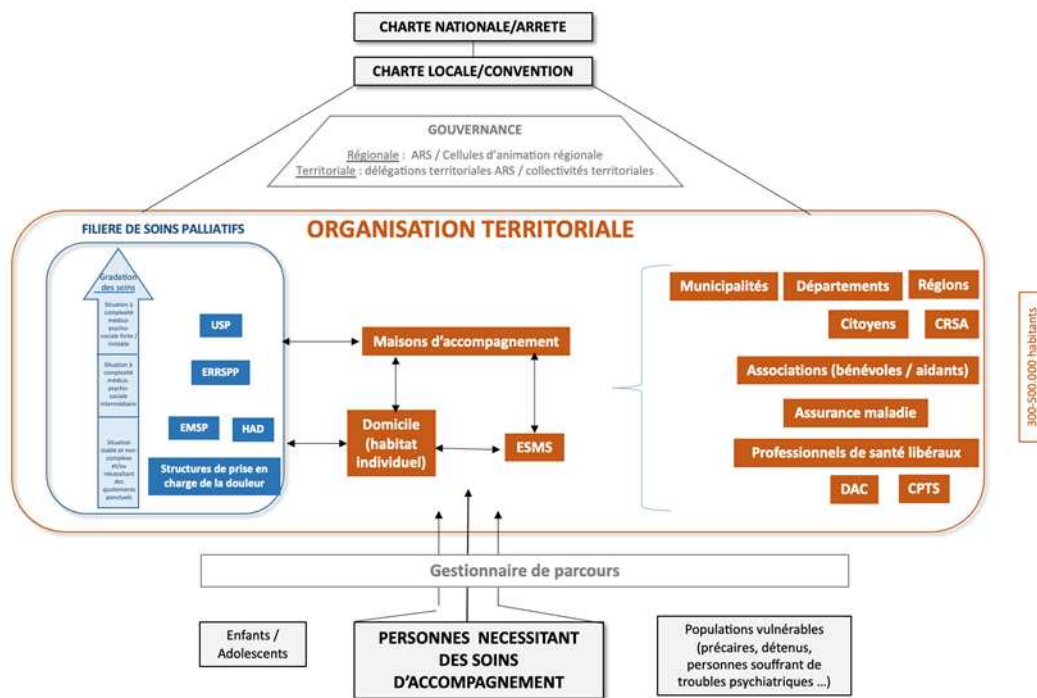 CHARTE NATIONALE/ARRETE
CHARTE LOCALE/CONVENTION
GOUVERNANCE
Régionale : ARS / Cellules d'animation régionale
Territoriale : délégations territoriales ARS / collectivités territoriales
FILIERE DE SOINS PALLIATIFS
ORGANISATION TERRITORIALE
Gradation
des soins
Situation à
complexité
médico-
psycho-
sociale forte /
instable
Situation à
complexité
médico-
psycho-
sociale
intermédiaire
Situation
stable et non
complexe
et/ou
nécessitant
des
ajustements
ponctuels
USP
ERRSPP
EMSP
HAD
Structures de prise en
charge de la douleur
Maisons d'accompagnement
Domicile
(habitat
individuel)
ESMS
Municipalités
Départements
Régions
Citoyens
CRSA
Associations (bénévoles / aidants)
Assurance maladie
Professionnels de santé libéraux
DAC
CPTS
300-500.000 habitants
Gestionnaire de parcours
Enfants /
Adolescents
PERSONNES NECESSITANT
DES SOINS
D'ACCOMPAGNEMENT
Populations vulnérables
(précaires, détenus,
personnes souffrant de
troubles psychiatriques ...)